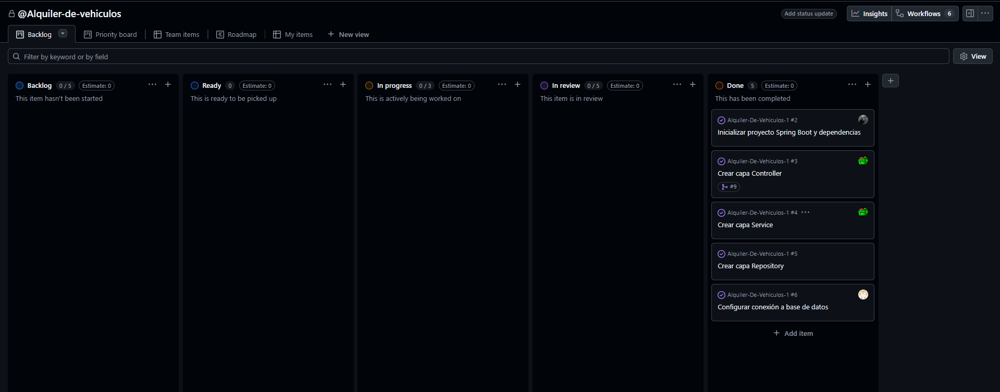 @Alquiler-de-vehiculos
Add status update
Insights
Workflows 6
Backlog
Priority board
Team items
Roadmap
My items
New view
Filter by keyword or by field
View
Backlog 0 / 5 Estimate: 0
This item hasn't been started
Ready 0 Estimate: 0
This is ready to be picked up
In progress 0 / 3 Estimate: 0
This is actively being worked on
In review 0 / 5 Estimate: 0
This item is in review
Done 5 Estimate: 0
This has been completed
Alquiler-De-Vehiculos-1 #2
Inicializar proyecto Spring Boot y dependencias
Alquiler-De-Vehiculos-1 #3
Crear capa Controller
#9
Alquiler-De-Vehiculos-1 #4
Crear capa Service
Alquiler-De-Vehiculos-1 #5
Crear capa Repository
Alquiler-De-Vehiculos-1 #6
Configurar conexión a base de datos
Add item